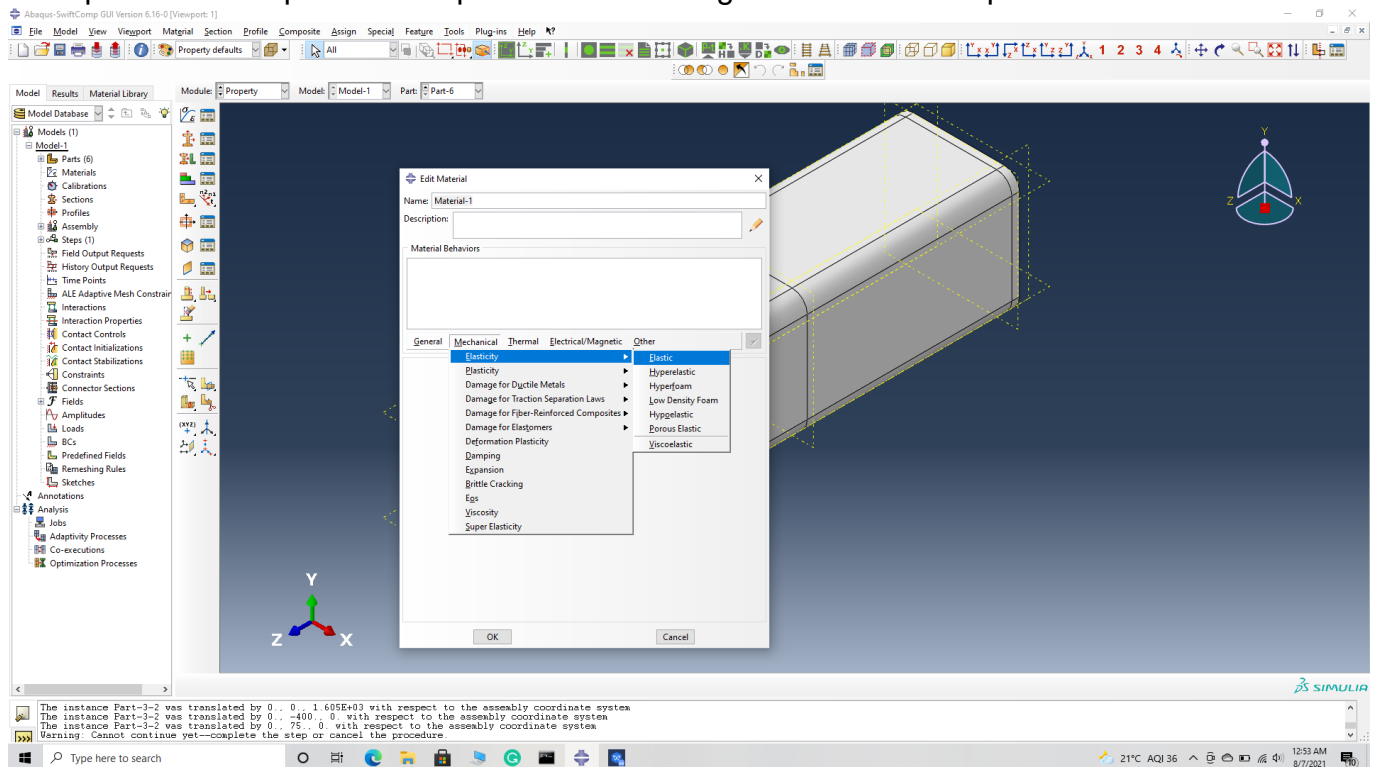 Abaqus-SwiftComp GUI Version 6.16-0 [Viewport: 1]
File Model View Viewport Material Section Profile Composite Assign Special Feature Tools Plug-ins Help
Property defaults All 1 2 3 4
Model Results Material Library Module: Property Model: Model-1 Part: Part-6
Model Database
Models (1)
Model-1
Parts (6)
Materials
Calibrations
Sections
Profiles
Assembly
Steps (1)
Field Output Requests
History Output Requests
Time Points
ALE Adaptive Mesh Constrain
Interactions
Interaction Properties
Contact Controls
Contact Initializations
Contact Stabilizations
Constraints
Connector Sections
Fields
Amplitudes
Loads
BCs
Predefined Fields
Remeshing Rules
Sketches
Annotations
Analysis
Jobs
Adaptivity Processes
Co-executions
Optimization Processes
Edit Material
Name: Material-1
Description:
Material Behaviors
General Mechanical Thermal Electrical/Magnetic Other
Elasticity
Plasticity
Damage for Ductile Metals
Damage for Traction Separation Laws
Damage for Fiber-Reinforced Composites
Damage for Elastomers
Deformation Plasticity
Damping
Expansion
Brittle Cracking
Eos
Viscosity
Super Elasticity
Elastic
Hyperelastic
Hyperfoam
Low Density Foam
Hypoelastic
Porous Elastic
Viscoelastic
OK Cancel
Y
Z X
Y
Z X
SIMULIA
The instance Part-3-2 was translated by 0., 0., 1.605E+03 with respect to the assembly coordinate system
The instance Part-3-2 was translated by 0., -400., 0. with respect to the assembly coordinate system
The instance Part-3-2 was translated by 0., 75., 0. with respect to the assembly coordinate system
Warning: Cannot continue yet--complete the step or cancel the procedure.
Type here to search
21°C AQI 36
12:53 AM
8/7/2021